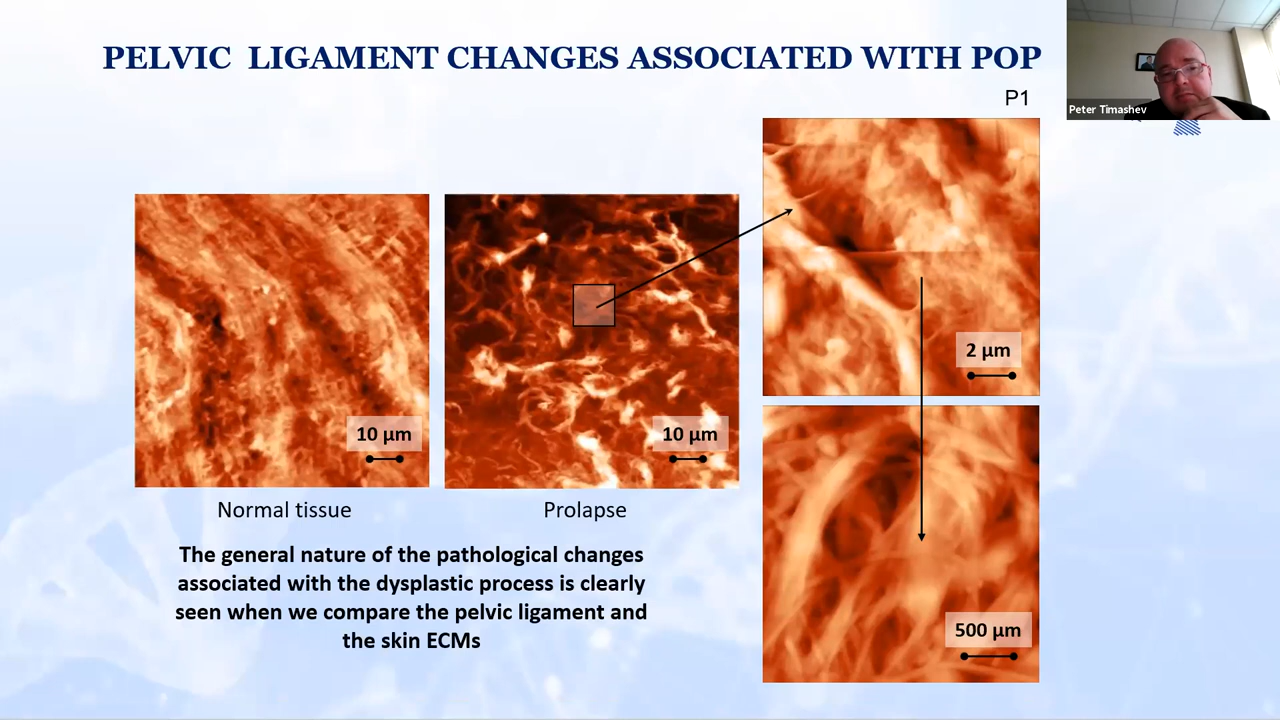 PELVIC LIGAMENT CHANGES ASSOCIATED WITH POP
P1
Peter Timashev
10 µm
10 µm
2 µm
500 µm
Normal tissue
Prolapse
The general nature of the pathological changes
associated with the dysplastic process is clearly
seen when we compare the pelvic ligament and
the skin ECMs